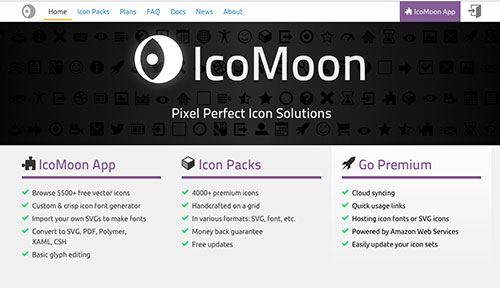 Home Icon Packs Plans FAQ Docs News About IcoMoon App
IcoMoon
Pixel Perfect Icon Solutions
IcoMoon App
Browse 5500+ free vector icons
Custom & crisp icon font generator
Import your own SVGs to make fonts
Convert to SVG, PDF, Polymer,
XAML, CSH
Basic glyph editing
Icon Packs
4000+ premium icons
Handcrafted on a grid
In various formats: SVG, font, etc.
Money back guarantee
Free updates
Go Premium
Cloud syncing
Quick usage links
Hosting icon fonts or SVG icons
Powered by Amazon Web Services
Easily update your icon sets